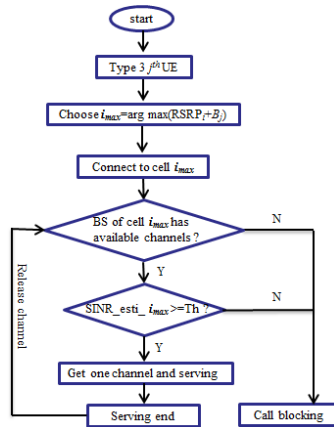 start
Type 3 jth UE
Choose imax=arg max(RSRPi+Bj)
Connect to cell imax
BS of cell imax has
available channels ?
N
Y
SINR_esti_ imax >=Th ?
N
Y
Get one channel and serving
Release channel
Serving end
Call blocking